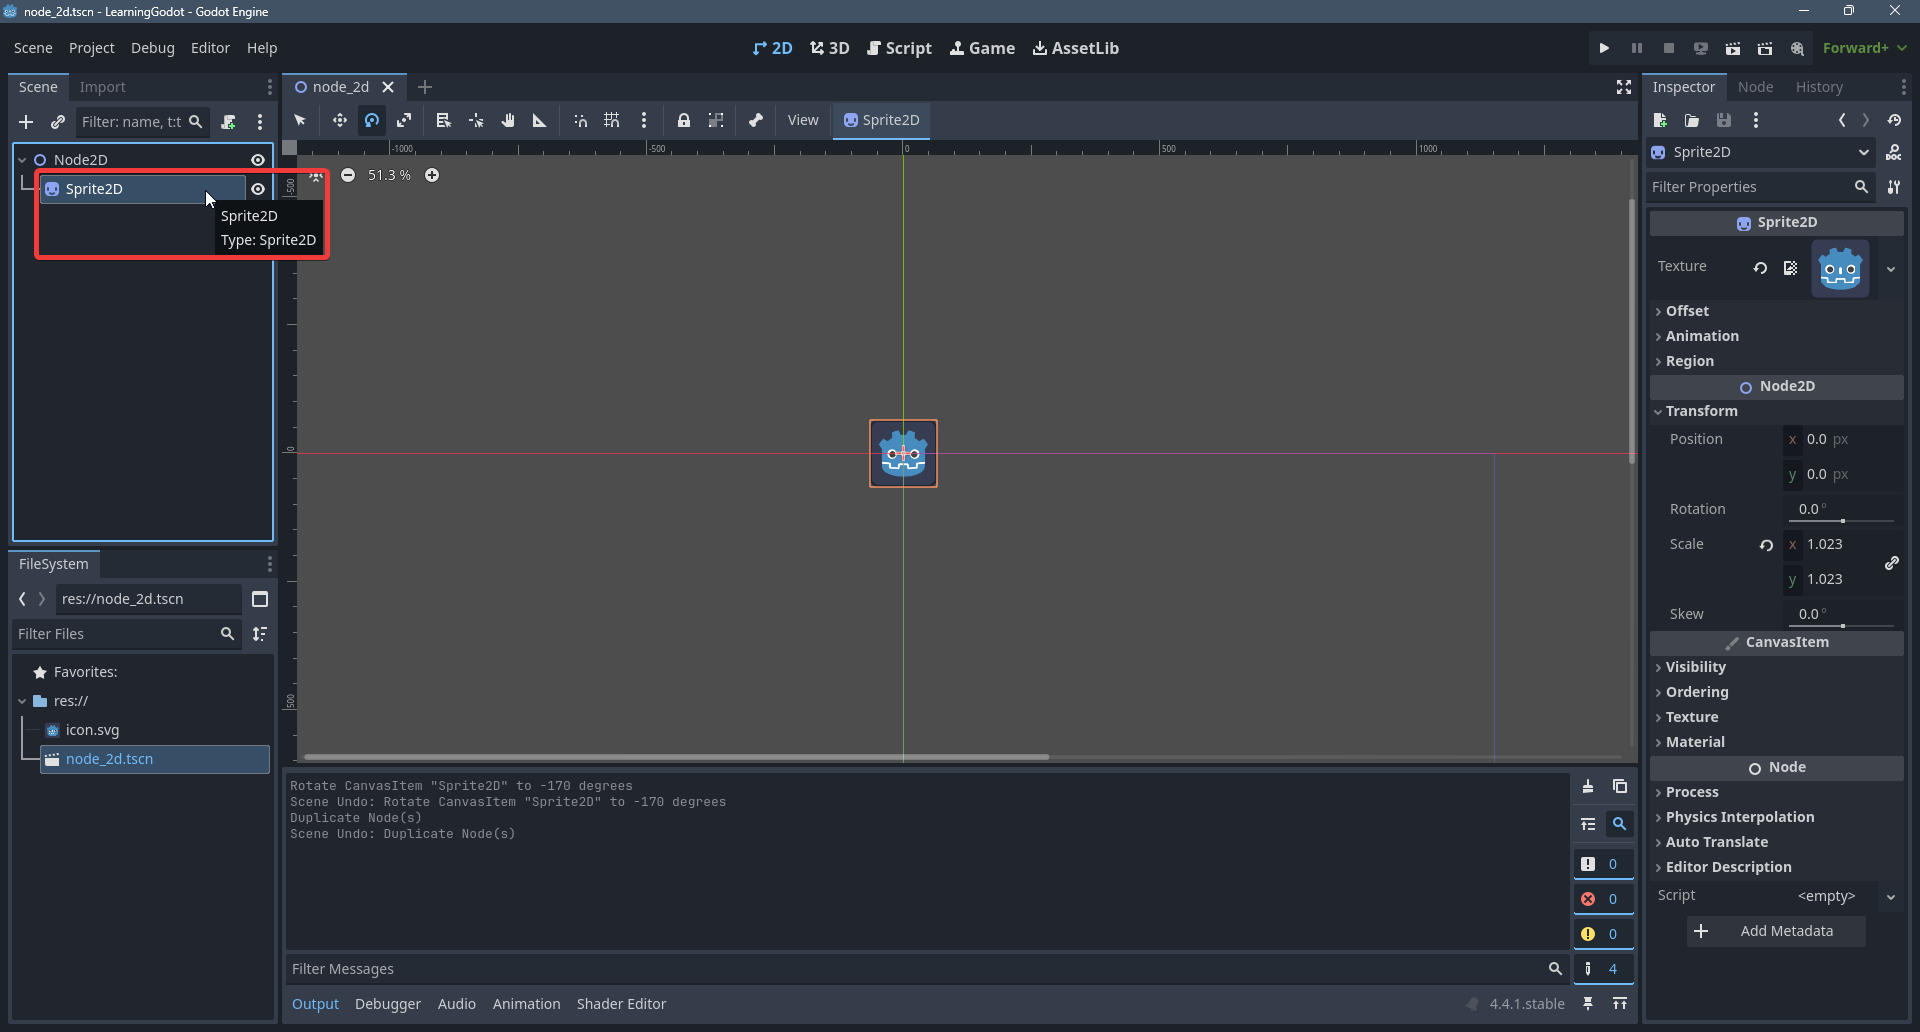 node_2d.tscn - LearningGodot - Godot Engine
Scene Project Debug Editor Help
2D 3D Script Game AssetLib
Forward+
Scene Import
Filter: name, t:t
Node2D
Sprite2D
Sprite2D
Type: Sprite2D
FileSystem
res://node_2d.tscn
Filter Files
Favorites:
res://
icon.svg
node_2d.tscn
node_2d
View Sprite2D
-1000 -500 0 500 1000
-500
0
500
51.3 %
Rotate CanvasItem "Sprite2D" to -170 degrees
Scene Undo: Rotate CanvasItem "Sprite2D" to -170 degrees
Duplicate Node(s)
Scene Undo: Duplicate Node(s)
0
0
0
4
Filter Messages
Output Debugger Audio Animation Shader Editor
4.4.1.stable
Inspector Node History
Sprite2D
DOC
Filter Properties
Sprite2D
Texture
Offset
Animation
Region
Node2D
Transform
Position x 0.0 px
y 0.0 px
Rotation 0.0 °
Scale x 1.023
y 1.023
Skew 0.0 °
CanvasItem
Visibility
Ordering
Texture
Material
Node
Process
Physics Interpolation
Auto Translate
Editor Description
Script <empty>
Add Metadata